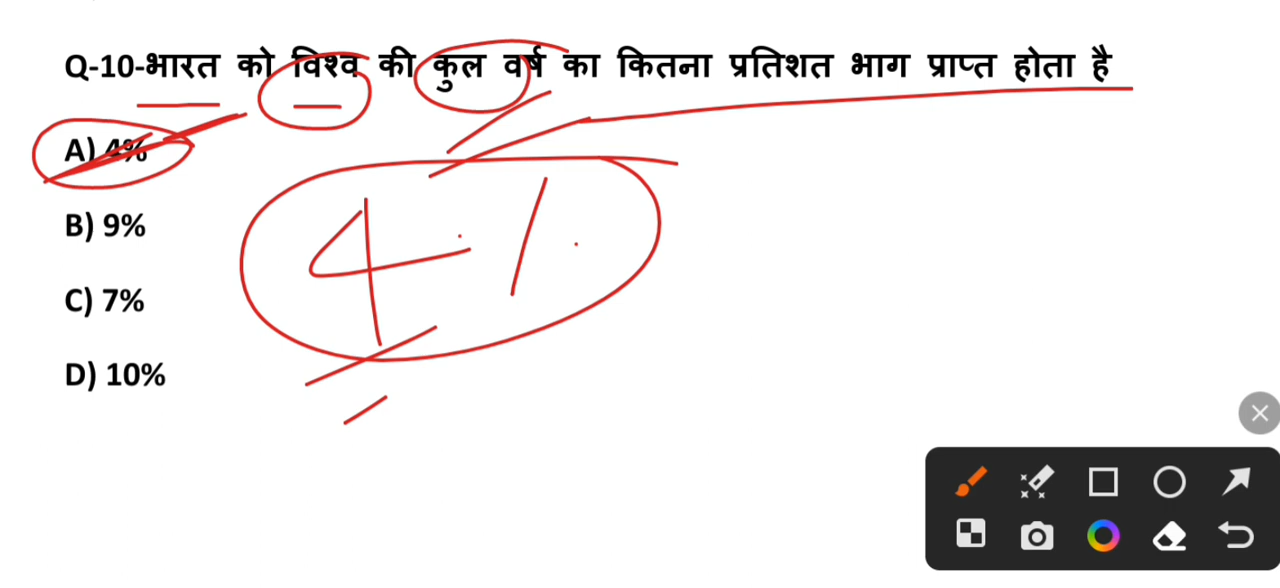 Q-10-भारत को विश्व की कुल वर्ष का कितना प्रतिशत भाग प्राप्त होता है
A) 4%
4%
B) 9%
C) 7%
D) 10%